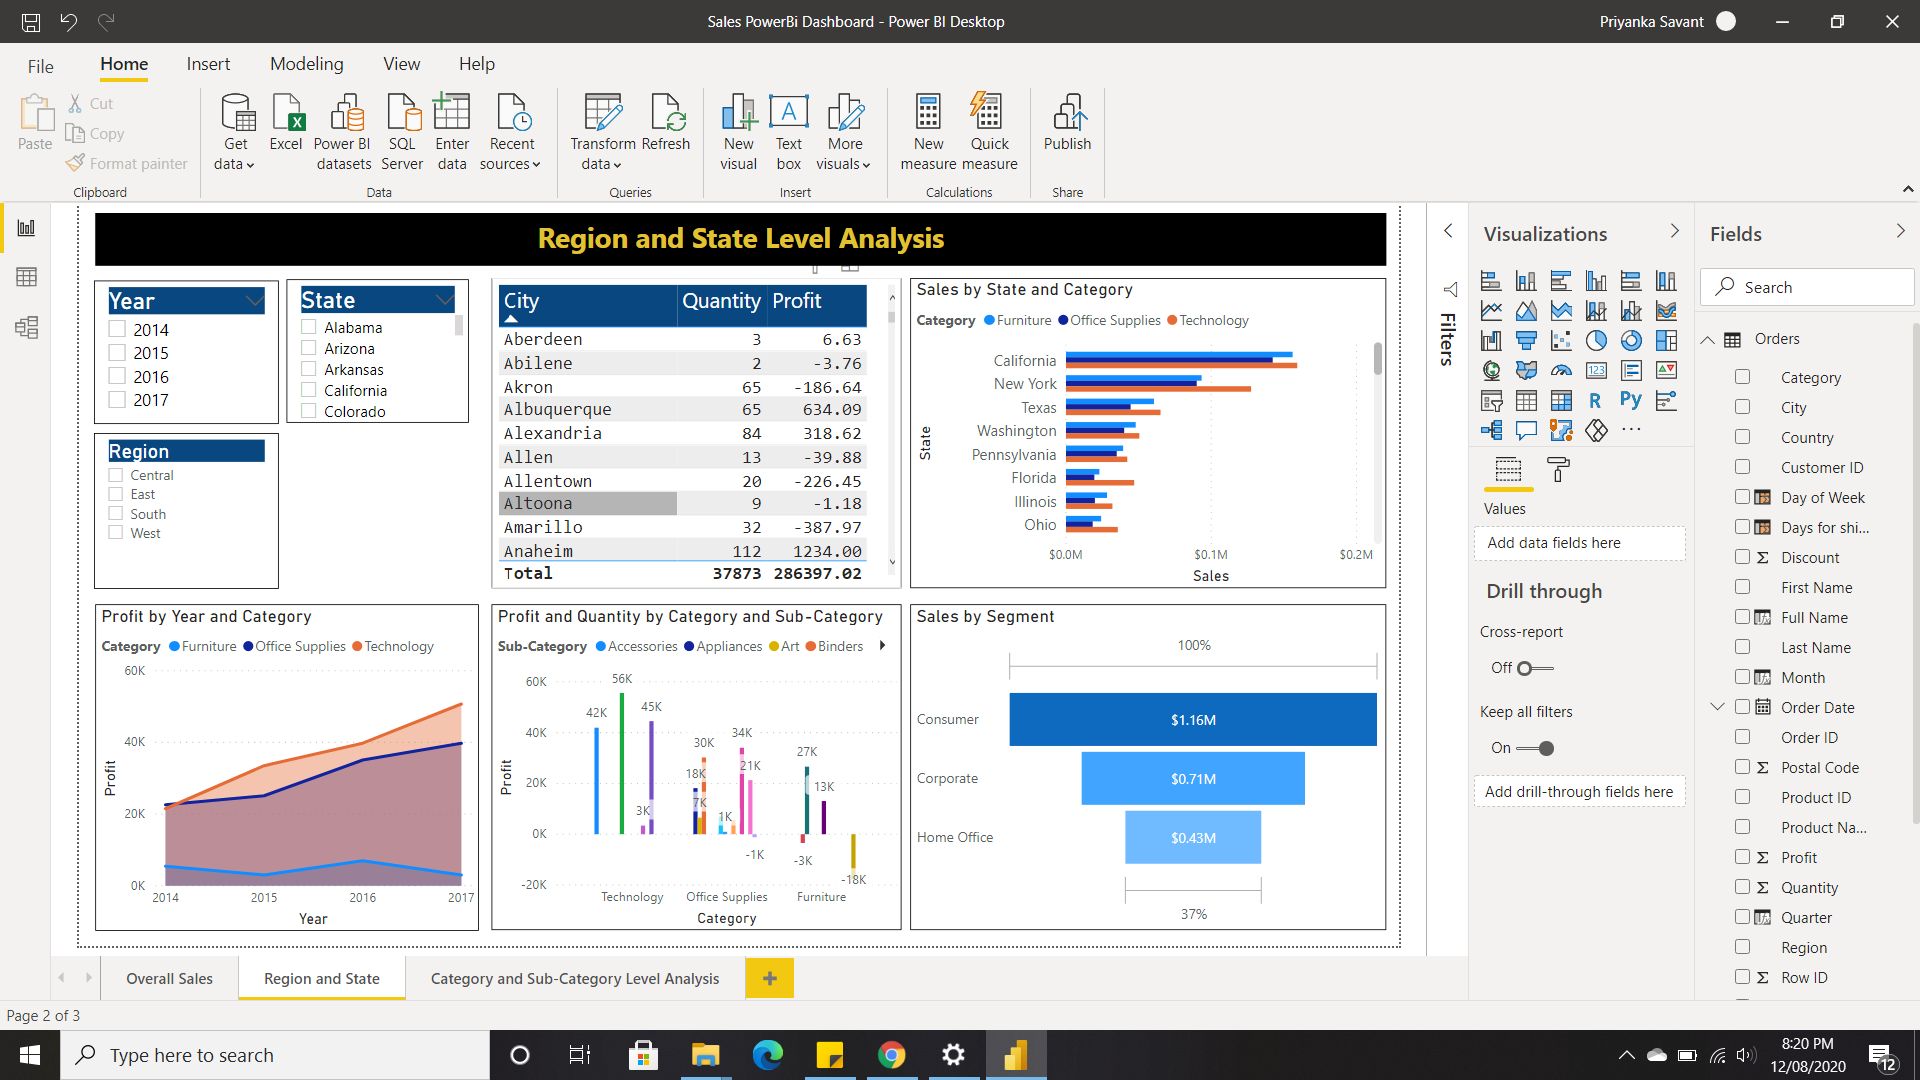 Sales PowerBi Dashboard - Power BI Desktop
Priyanka Savant
File
Home
Insert
Modeling
View
Help
Paste
Cut
Copy
Format painter
Clipboard
Get data
Excel
Power BI datasets
SQL Server
Enter data
Recent sources
Data
Transform data
Refresh
Queries
New visual
Text box
More visuals
Insert
New measure
Quick measure
Calculations
Publish
Share
Region and State Level Analysis
Year
2014
2015
2016
2017
State
Alabama
Arizona
Arkansas
California
Colorado
Region
Central
East
South
West
City Quantity Profit
Aberdeen 3 6.63
Abilene 2 -3.76
Akron 65 -186.64
Albuquerque 65 634.09
Alexandria 84 318.62
Allen 13 -39.88
Allentown 20 -226.45
Altoona 9 -1.18
Amarillo 32 -387.97
Anaheim 112 1234.00
Total 37873 286397.02
Sales by State and Category
Category Furniture Office Supplies Technology
State
California
New York
Texas
Washington
Pennsylvania
Florida
Illinois
Ohio
$0.0M $0.1M $0.2M
Sales
Profit by Year and Category
Category Furniture Office Supplies Technology
Profit
60K
40K
20K
0K
2014 2015 2016 2017
Year
Profit and Quantity by Category and Sub-Category
Sub-Category Accessories Appliances Art Binders
Profit
60K
40K
20K
0K
-20K
42K
56K
3K
45K
18K
7K
30K
1K
34K
21K
-1K
-3K
27K
13K
-18K
Technology Office Supplies Furniture
Category
Sales by Segment
100%
Consumer $1.16M
Corporate $0.71M
Home Office $0.43M
37%
Filters
Visualizations
123
R
Py
Values
Add data fields here
Drill through
Cross-report
Off
Keep all filters
On
Add drill-through fields here
Fields
Search
Orders
Category
City
Country
Customer ID
Day of Week
Days for shi...
Discount
First Name
Full Name
Last Name
Month
Order Date
Order ID
Postal Code
Product ID
Product Na...
Profit
Quantity
Quarter
Region
Row ID
Overall Sales
Region and State
Category and Sub-Category Level Analysis
+
Page 2 of 3
Type here to search
8:20 PM
12/08/2020
12